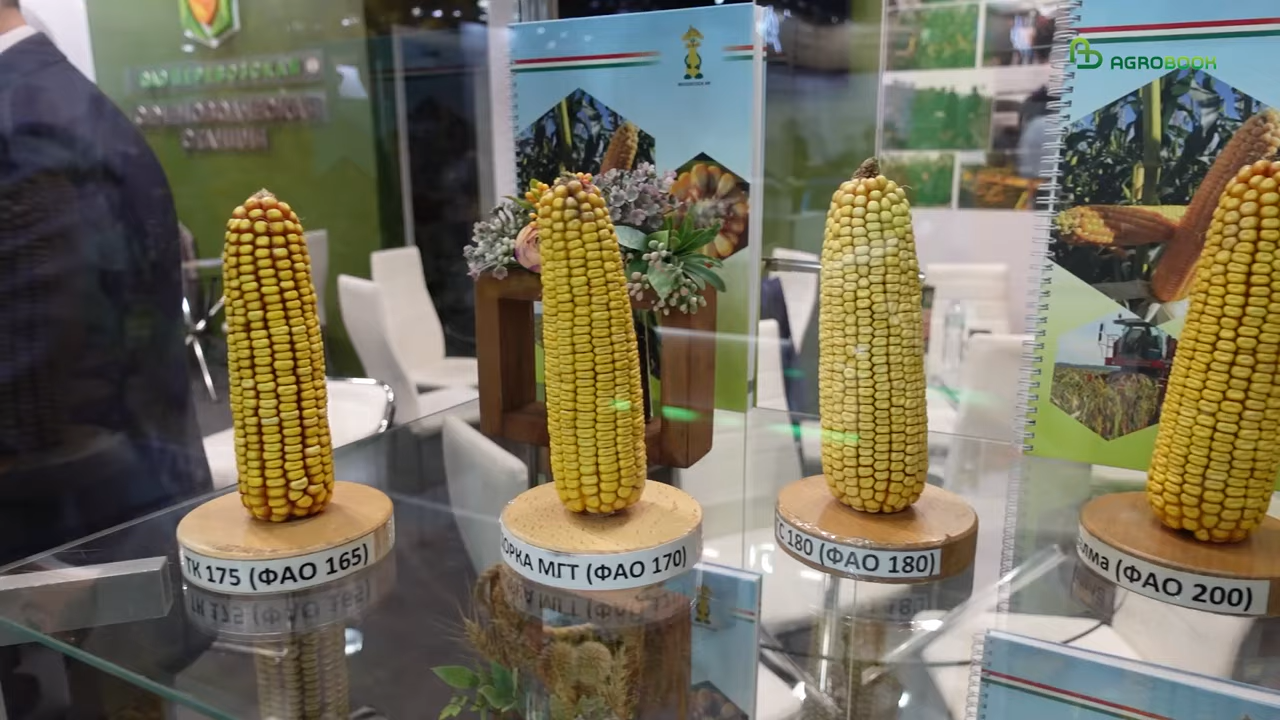 AGROBOOK
ТК 175 (ФАО 165)
ОРКА МГТ (ФАО 170)
С 180 (ФАО 180)
лма (ФАО 200)